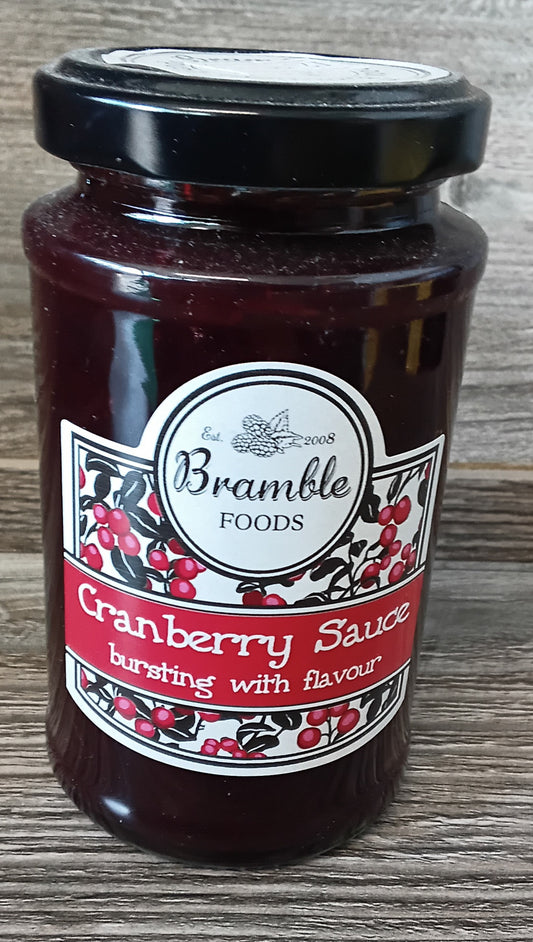 Est. 2008
Bramble
FOODS
Cranberry Sauce
bursting with flavour